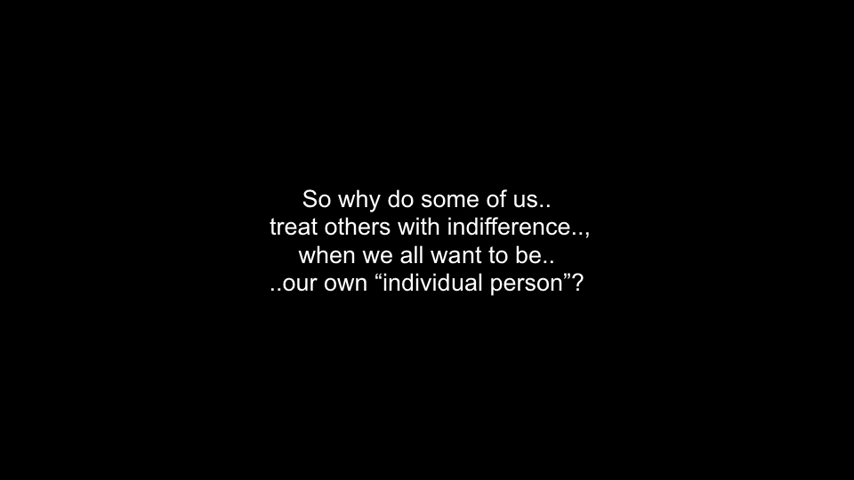 So why do some of us..
treat others with indifference..,
when we all want to be..
..our own “individual person”?